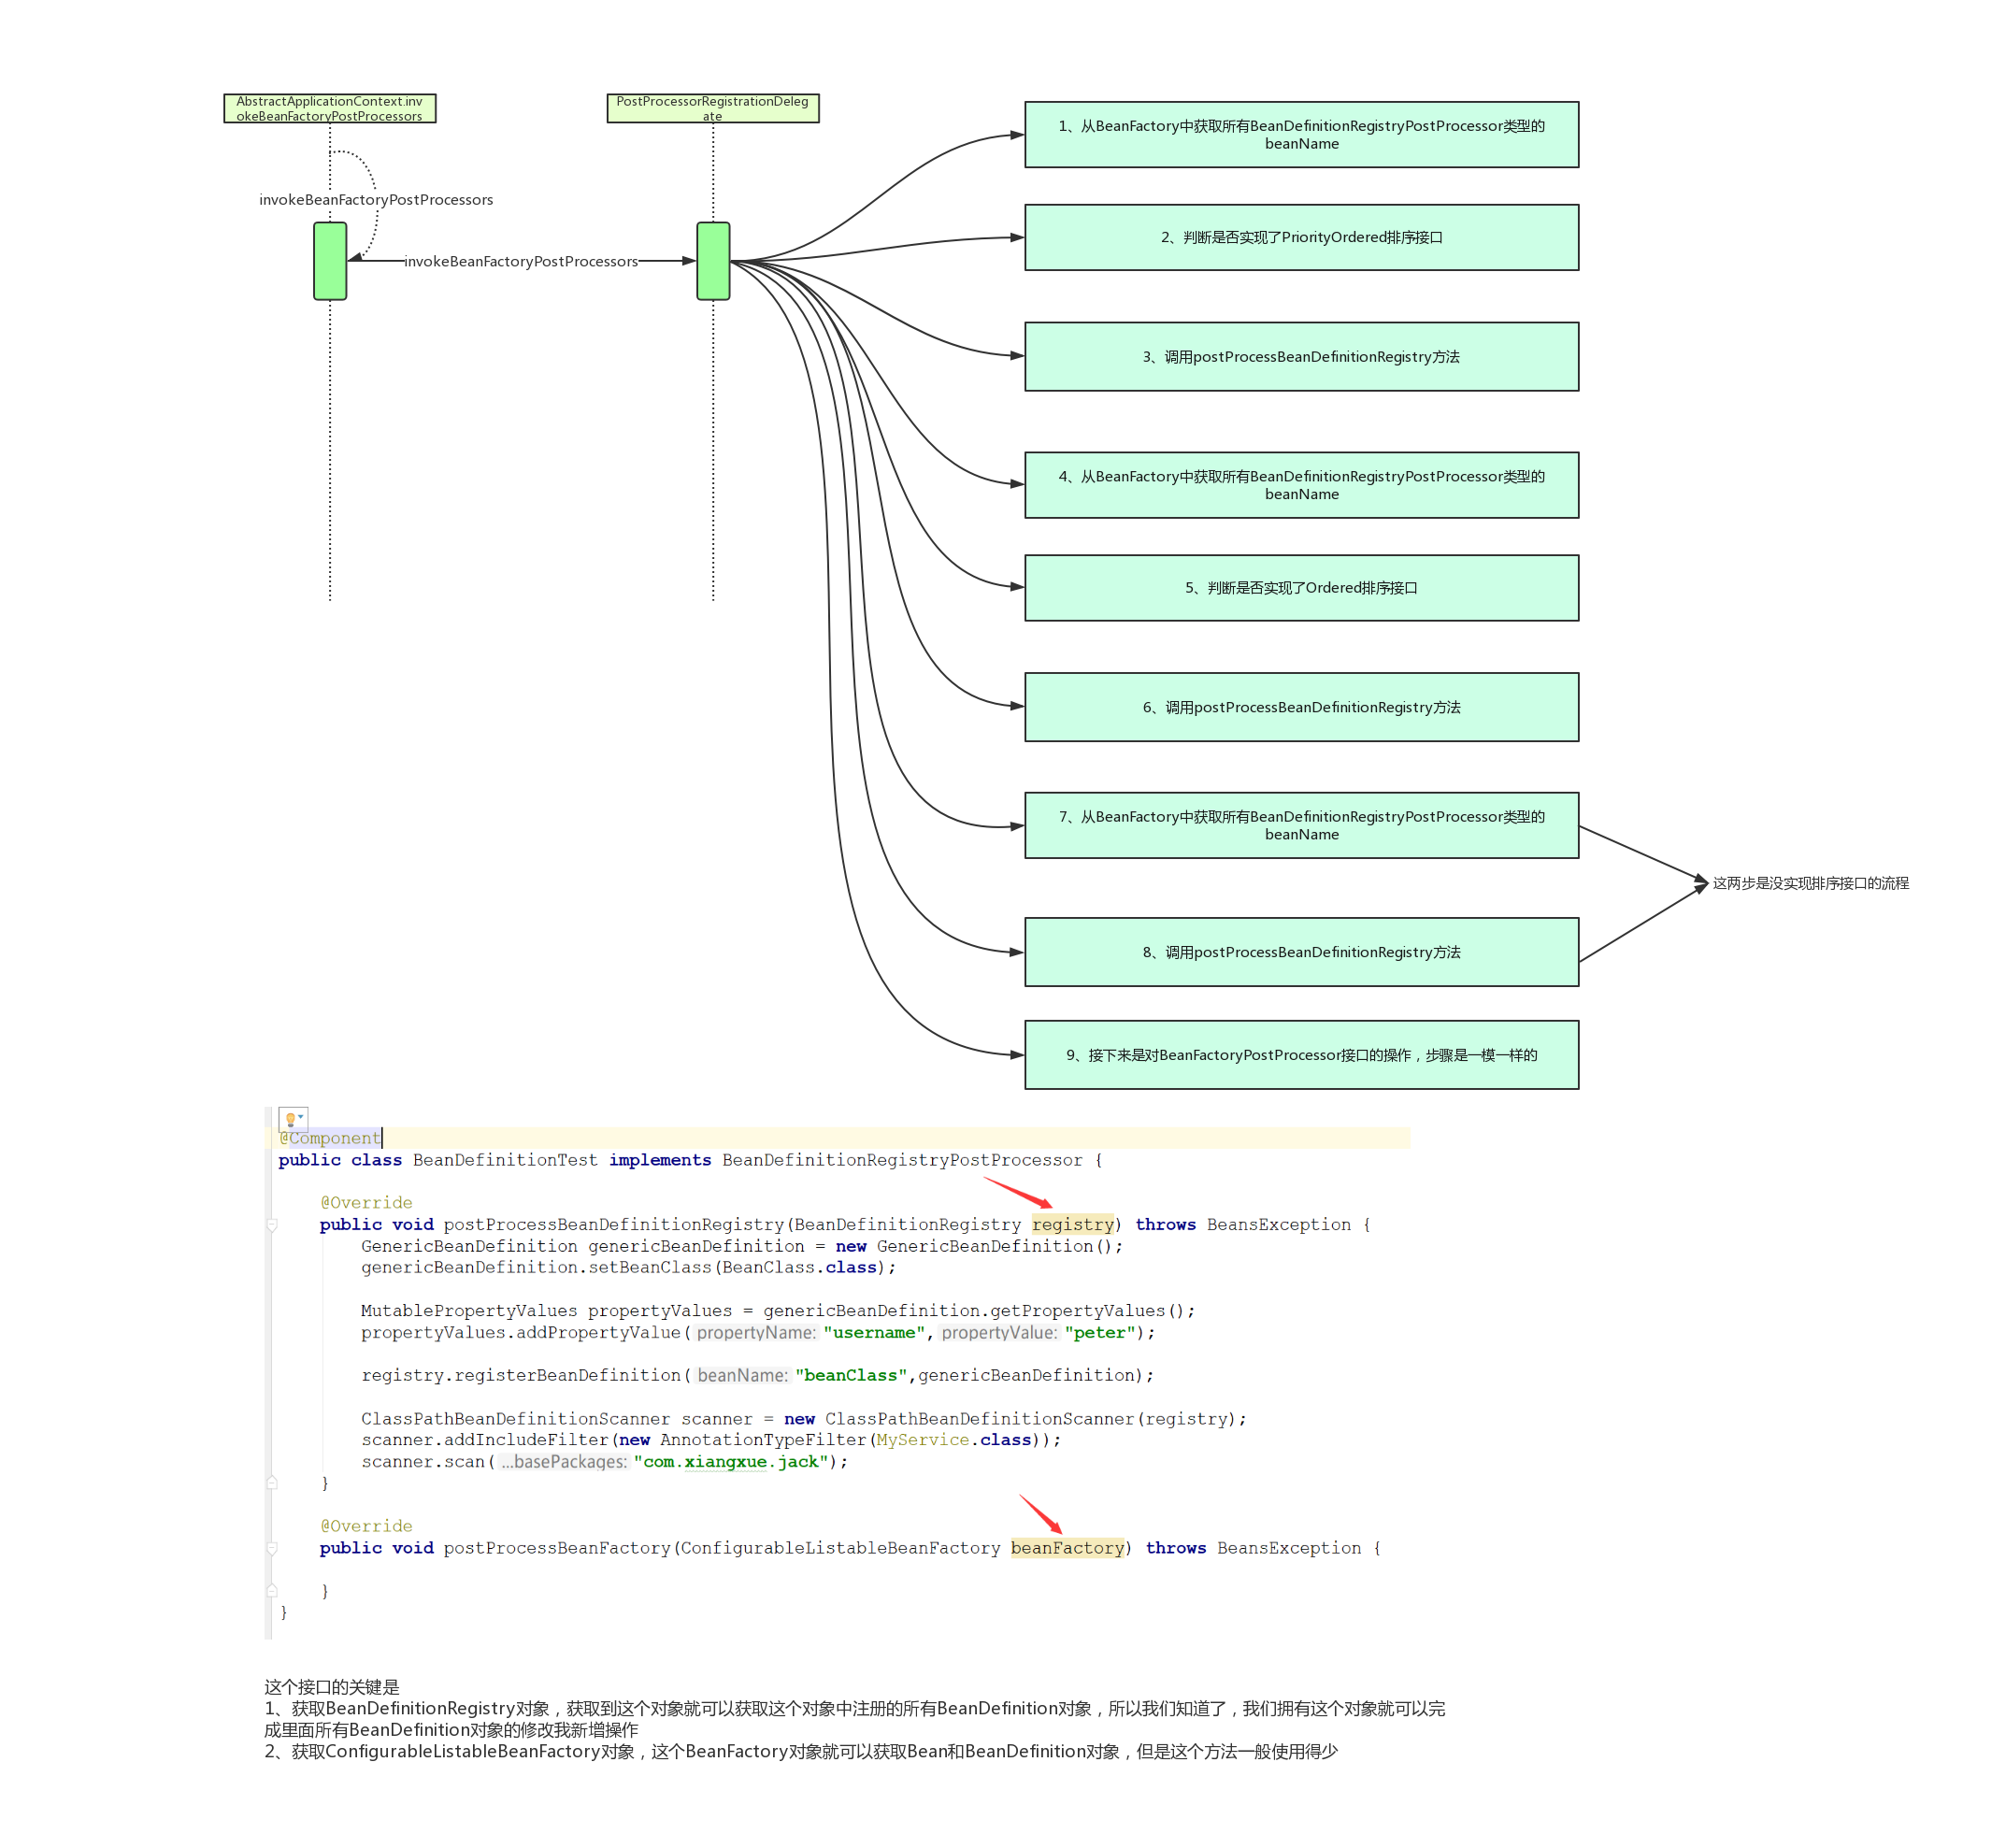 AbstractApplicationContext.inv
okeBeanFactoryPostProcessors
PostProcessorRegistrationDeleg
ate
invokeBeanFactoryPostProcessors
invokeBeanFactoryPostProcessors
1、从BeanFactory中获取所有BeanDefinitionRegistryPostProcessor类型的
beanName
2、判断是否实现了PriorityOrdered排序接口
3、调用postProcessBeanDefinitionRegistry方法
4、从BeanFactory中获取所有BeanDefinitionRegistryPostProcessor类型的
beanName
5、判断是否实现了Ordered排序接口
6、调用postProcessBeanDefinitionRegistry方法
7、从BeanFactory中获取所有BeanDefinitionRegistryPostProcessor类型的
beanName
这两步是没实现排序接口的流程
8、调用postProcessBeanDefinitionRegistry方法
9、接下来是对BeanFactoryPostProcessor接口的操作，步骤是一模一样的
@Component
public class BeanDefinitionTest implements BeanDefinitionRegistryPostProcessor {
@Override
public void postProcessBeanDefinitionRegistry(BeanDefinitionRegistry registry) throws BeansException {
GenericBeanDefinition genericBeanDefinition = new GenericBeanDefinition();
genericBeanDefinition.setBeanClass(BeanClass.class);
MutablePropertyValues propertyValues = genericBeanDefinition.getPropertyValues();
propertyValues.addPropertyValue( propertyName: "username", propertyValue: "peter");
registry.registerBeanDefinition( beanName: "beanClass",genericBeanDefinition);
ClassPathBeanDefinitionScanner scanner = new ClassPathBeanDefinitionScanner(registry);
scanner.addIncludeFilter(new AnnotationTypeFilter(MyService.class));
scanner.scan( ...basePackages: "com.xiangxue.jack");
}
@Override
public void postProcessBeanFactory(ConfigurableListableBeanFactory beanFactory) throws BeansException {
}
}
这个接口的关键是
1、获取BeanDefinitionRegistry对象，获取到这个对象就可以获取这个对象中注册的所有BeanDefinition对象，所以我们知道了，我们拥有这个对象就可以完
成里面所有BeanDefinition对象的修改我新增操作
2、获取ConfigurableListableBeanFactory对象，这个BeanFactory对象就可以获取Bean和BeanDefinition对象，但是这个方法一般使用得少